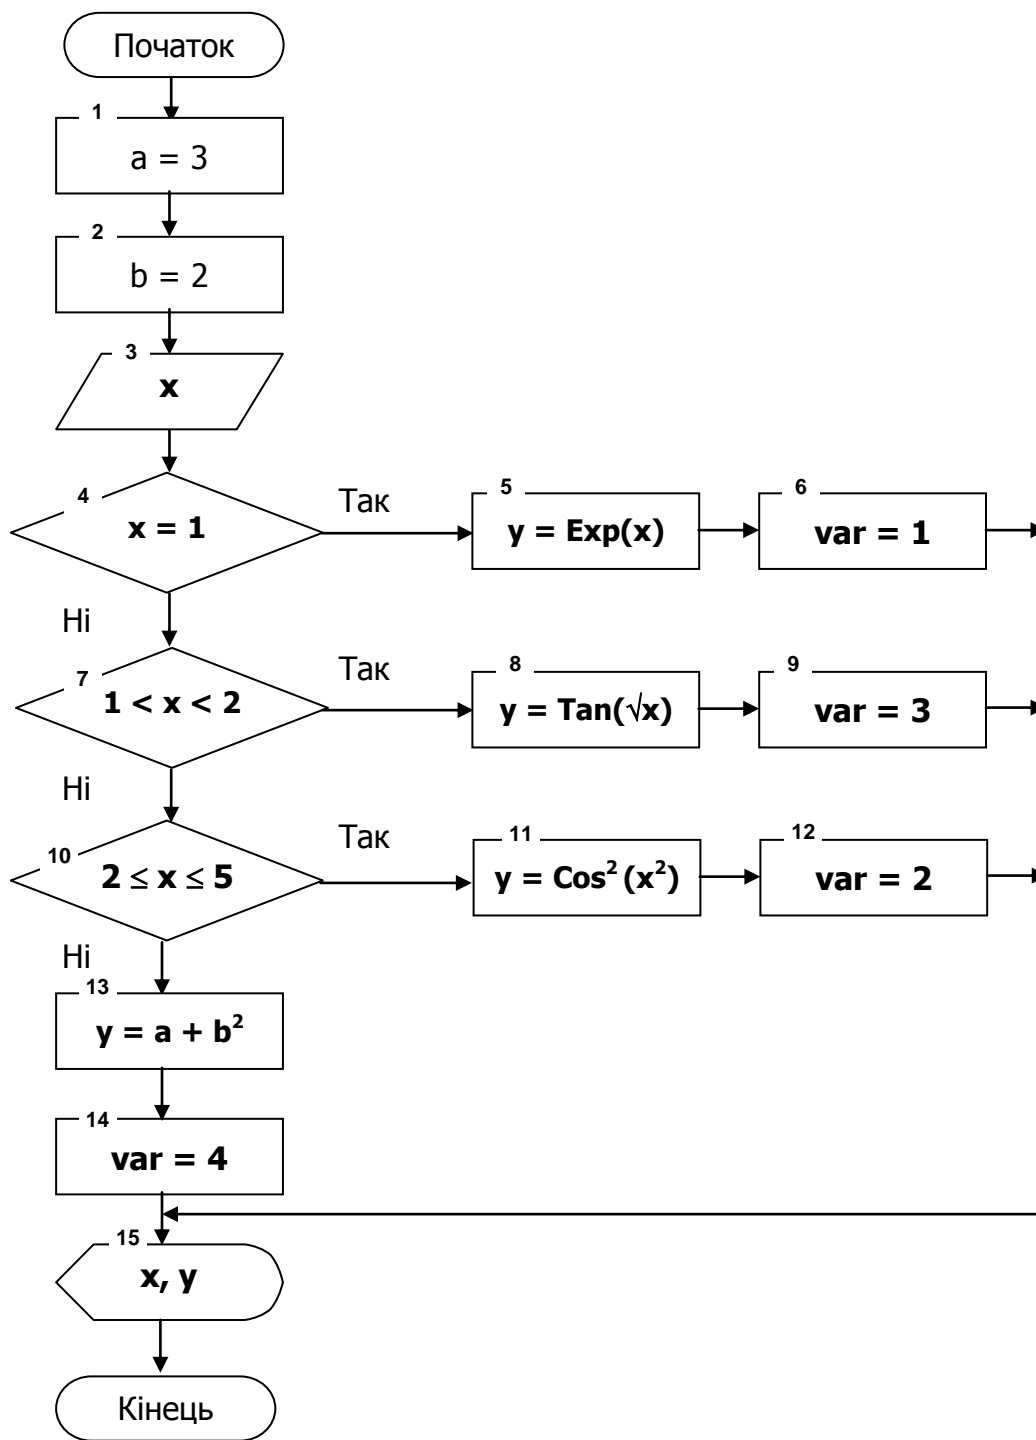 Початок
1
a = 3
2
b = 2
3
x
4
x = 1
Так
5
y = Exp(x)
6
var = 1
Ні
7
1 < x < 2
Так
8
y = Tan(√x)
9
var = 3
Ні
10
2 ≤ x ≤ 5
Так
11
y = Cos² (x²)
12
var = 2
Ні
13
y = a + b²
14
var = 4
15
x, y
Кінець